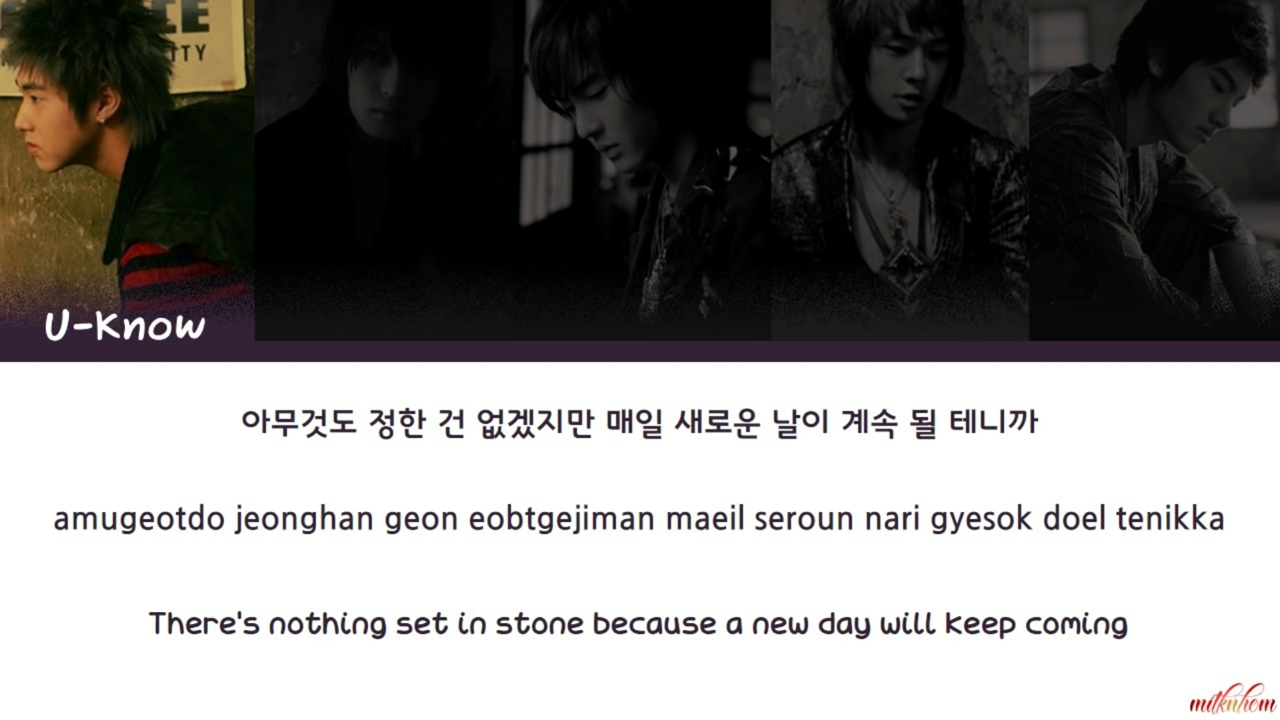 TTY
U-Know
아무것도 정한 건 없겠지만 매일 새로운 날이 계속 될 테니까
amugeotdo jeonghan geon eobtgejiman maeil seroun nari gyesok doel tenikka
There's nothing set in stone because a new day will keep coming
mitknhom